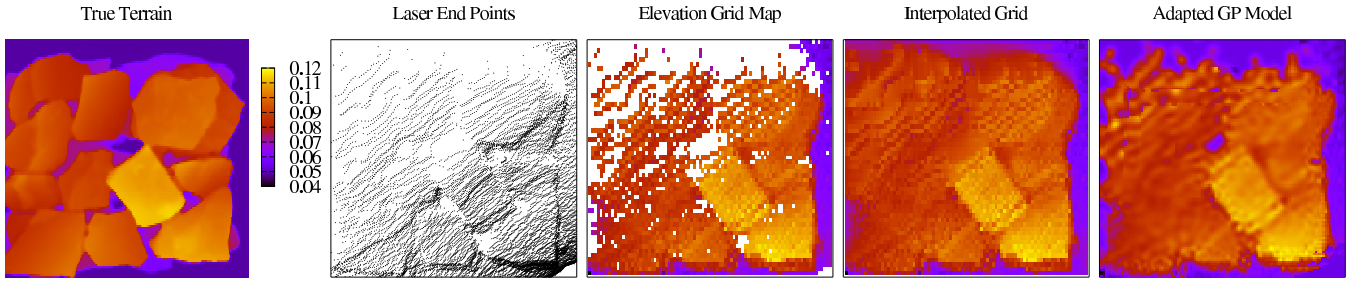 True Terrain
Laser End Points
Elevation Grid Map
Interpolated Grid
Adapted GP Model
0.12
0.11
0.1
0.09
0.08
0.07
0.06
0.05
0.04